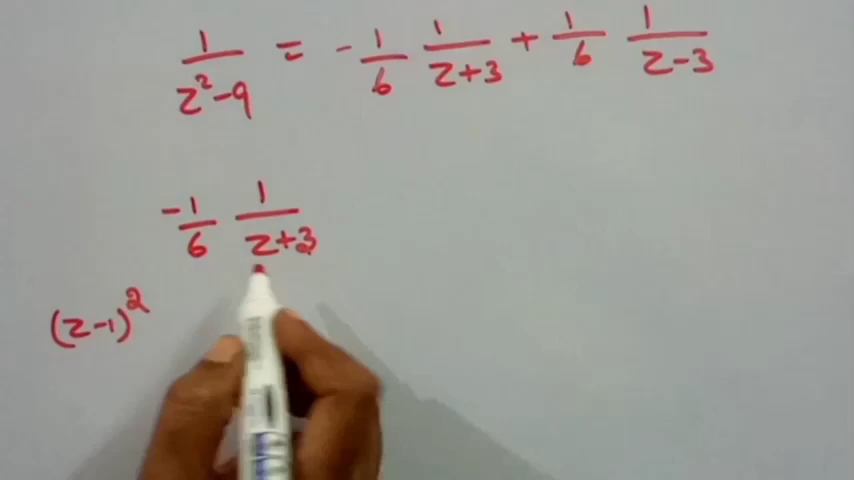 1/(z²-9) = -1/6 1/(z+3) + 1/6 1/(z-3)
-1/6 1/(z+3)
(z-1)²